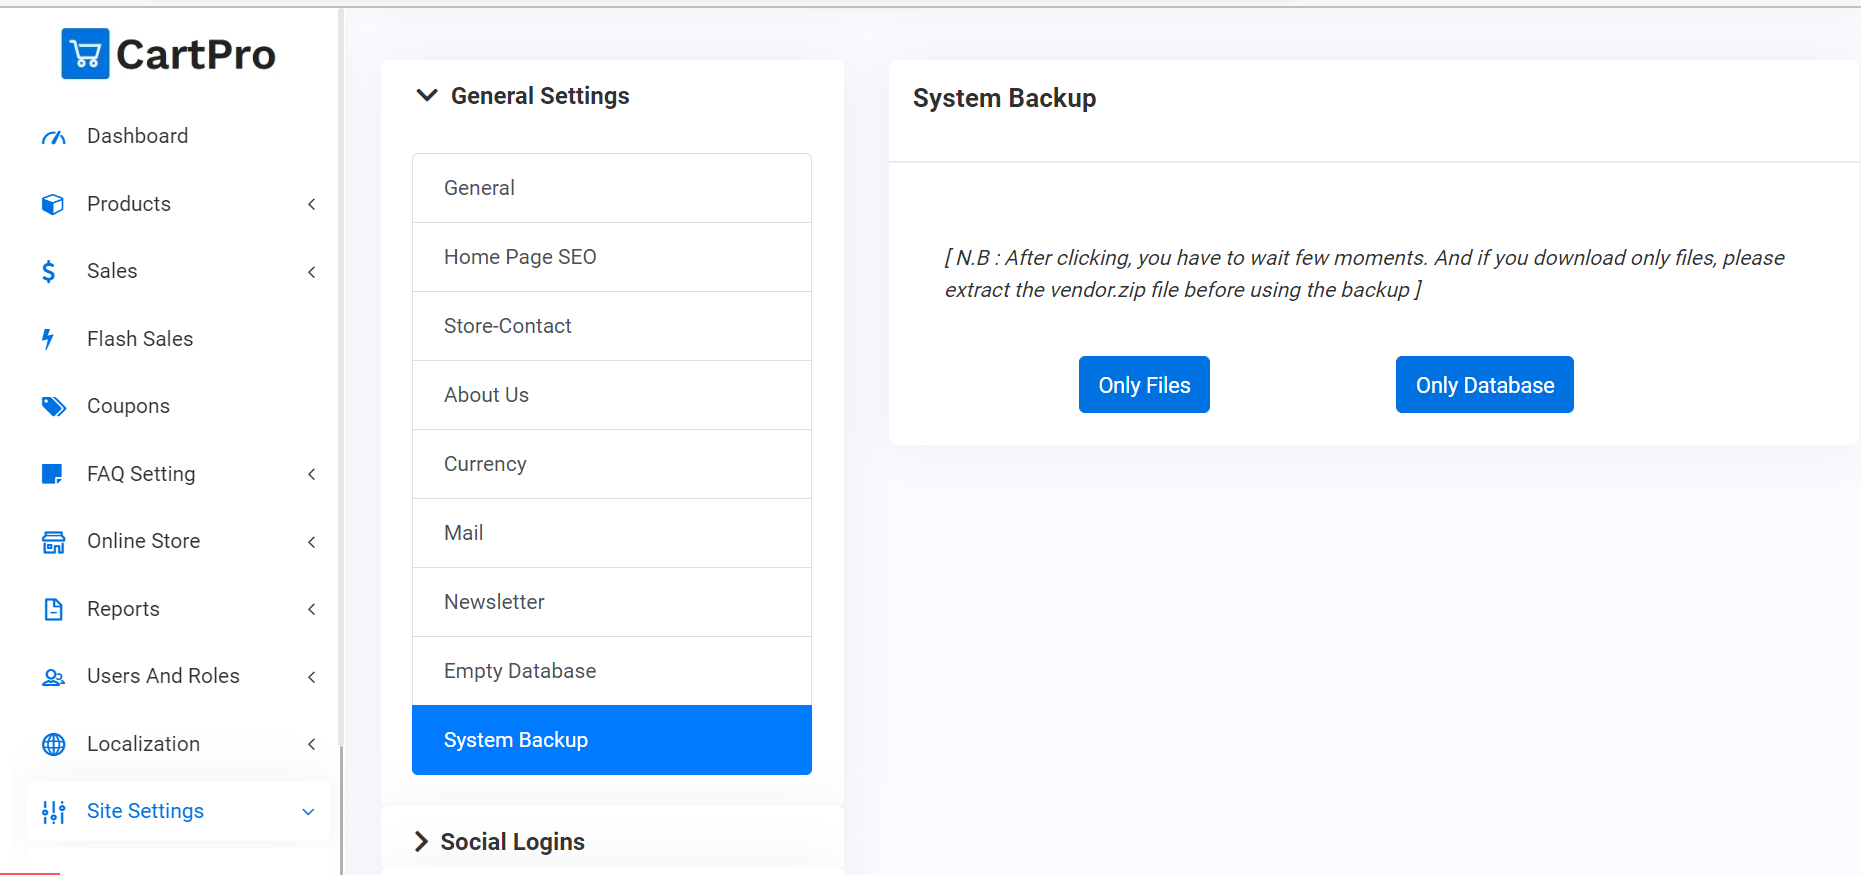 CartPro
Dashboard
Products
Sales
Flash Sales
Coupons
FAQ Setting
Online Store
Reports
Users And Roles
Localization
Site Settings
General Settings
General
Home Page SEO
Store-Contact
About Us
Currency
Mail
Newsletter
Empty Database
System Backup
Social Logins
System Backup
[ N.B : After clicking, you have to wait few moments. And if you download only files, please
extract the vendor.zip file before using the backup ]
Only Files
Only Database